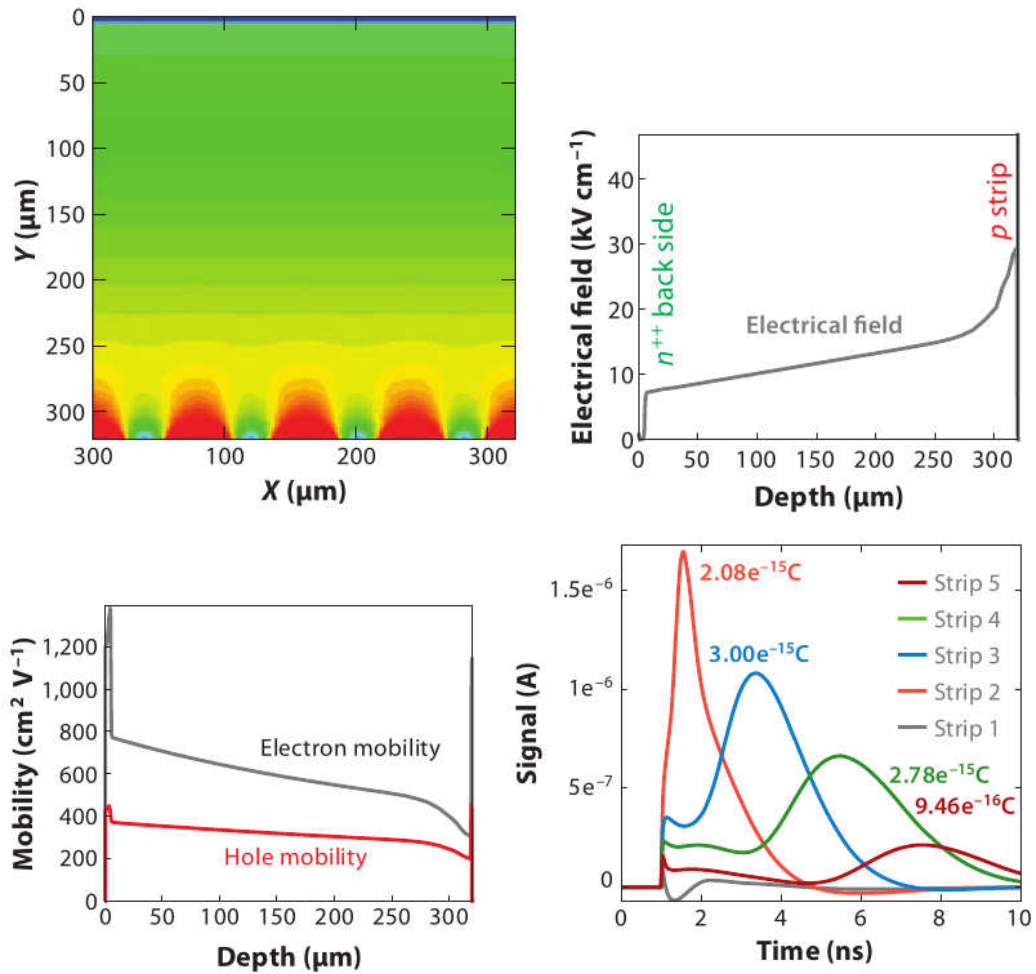 0
50
100
150
200
250
300
Y (μm)
300
100
200
300
X (μm)
40
30
20
10
0
Electrical field (kV cm⁻¹)
n⁺⁺ back side
p strip
Electrical field
0
50
100
150
200
250
300
Depth (μm)
1,200
1,000
800
600
400
200
0
Mobility (cm² V⁻¹)
Electron mobility
Hole mobility
0
50
100
150
200
250
300
Depth (μm)
1.5e⁻⁶
1e⁻⁶
5e⁻⁷
0
Signal (A)
2.08e⁻¹⁵C
3.00e⁻¹⁵C
2.78e⁻¹⁵C
9.46e⁻¹⁶C
Strip 5
Strip 4
Strip 3
Strip 2
Strip 1
0
2
4
6
8
10
Time (ns)